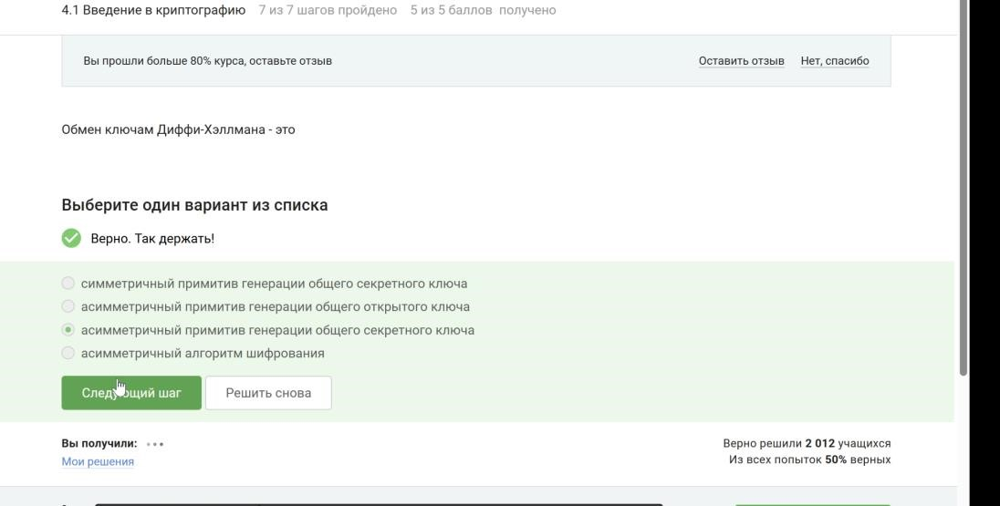 4.1 Введение в криптографию 7 из 7 шагов пройдено 5 из 5 баллов получено
Вы прошли больше 80% курса, оставьте отзыв Оставить отзыв Нет, спасибо
Обмен ключам Диффи-Хэллмана - это
Выберите один вариант из списка
Верно. Так держать!
симметричный примитив генерации общего секретного ключа
асимметричный примитив генерации общего открытого ключа
асимметричный примитив генерации общего секретного ключа
асимметричный алгоритм шифрования
Следующий шаг Решить снова
Вы получили: Верно решили 2 012 учащихся
Мои решения Из всех попыток 50% верных